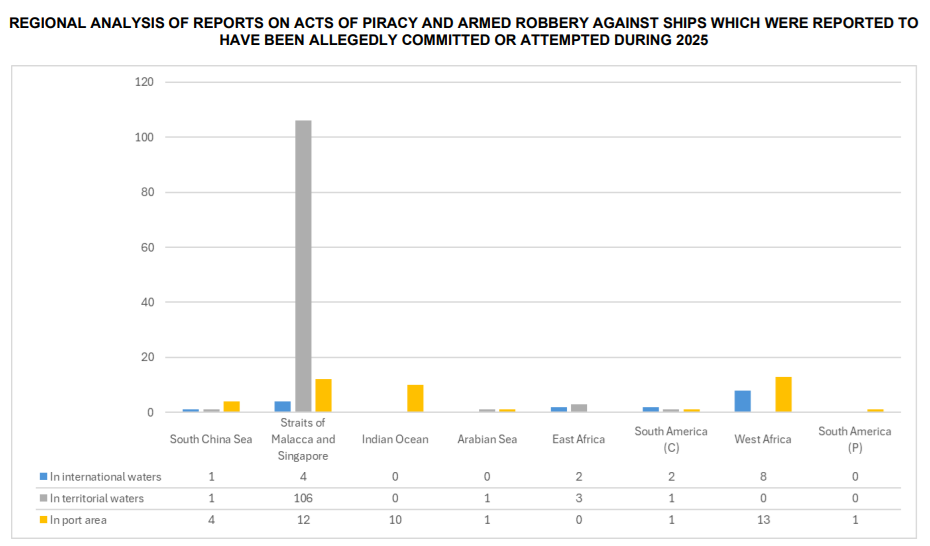 REGIONAL ANALYSIS OF REPORTS ON ACTS OF PIRACY AND ARMED ROBBERY AGAINST SHIPS WHICH WERE REPORTED TO
HAVE BEEN ALLEGEDLY COMMITTED OR ATTEMPTED DURING 2025
120
100
80
60
40
20
0
South China Sea
Straits of
Malacca and
Singapore
Indian Ocean
Arabian Sea
East Africa
South America
(C)
West Africa
South America
(P)
In international waters 1 4 0 0 2 2 8 0
In territorial waters 1 106 0 1 3 1 0 0
In port area 4 12 10 1 0 1 13 1